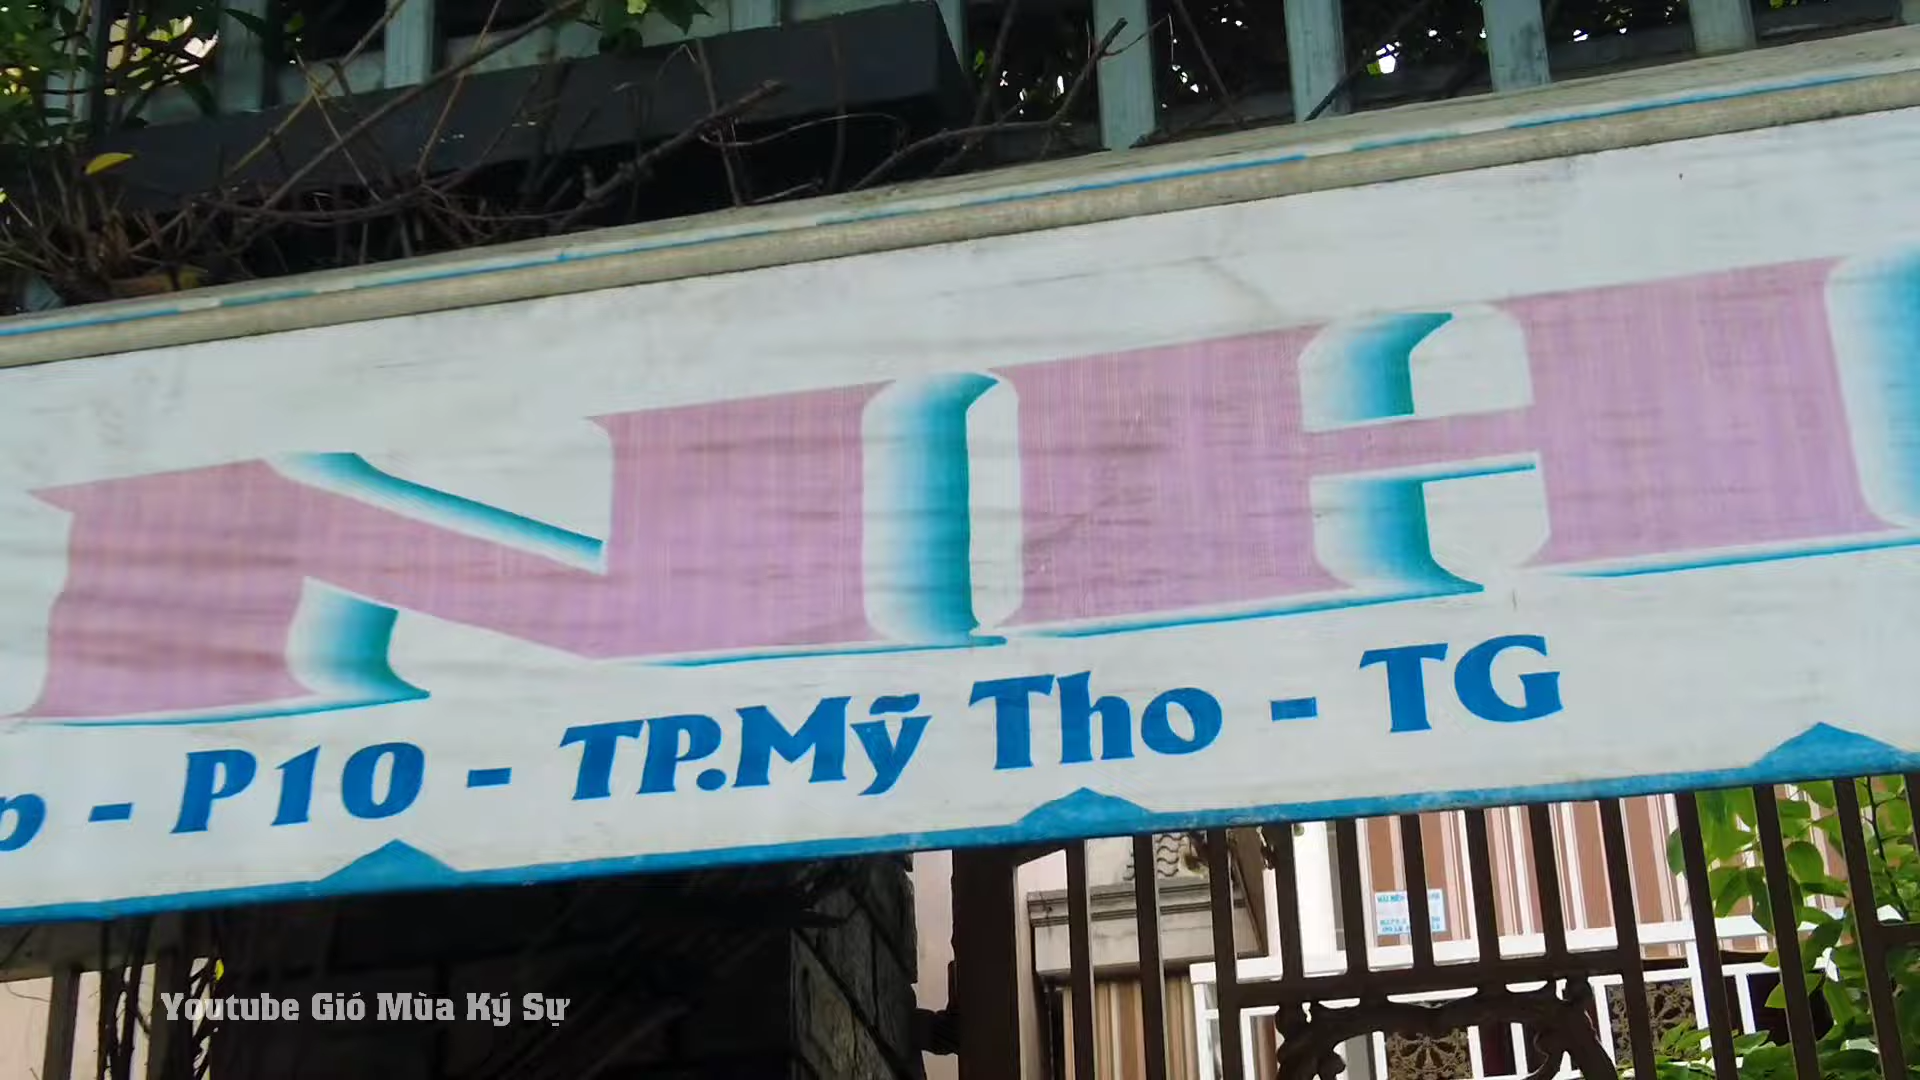 NH
- P10 - TP.Mỹ Tho - TG
Youtube Gió Mùa Ký Sự